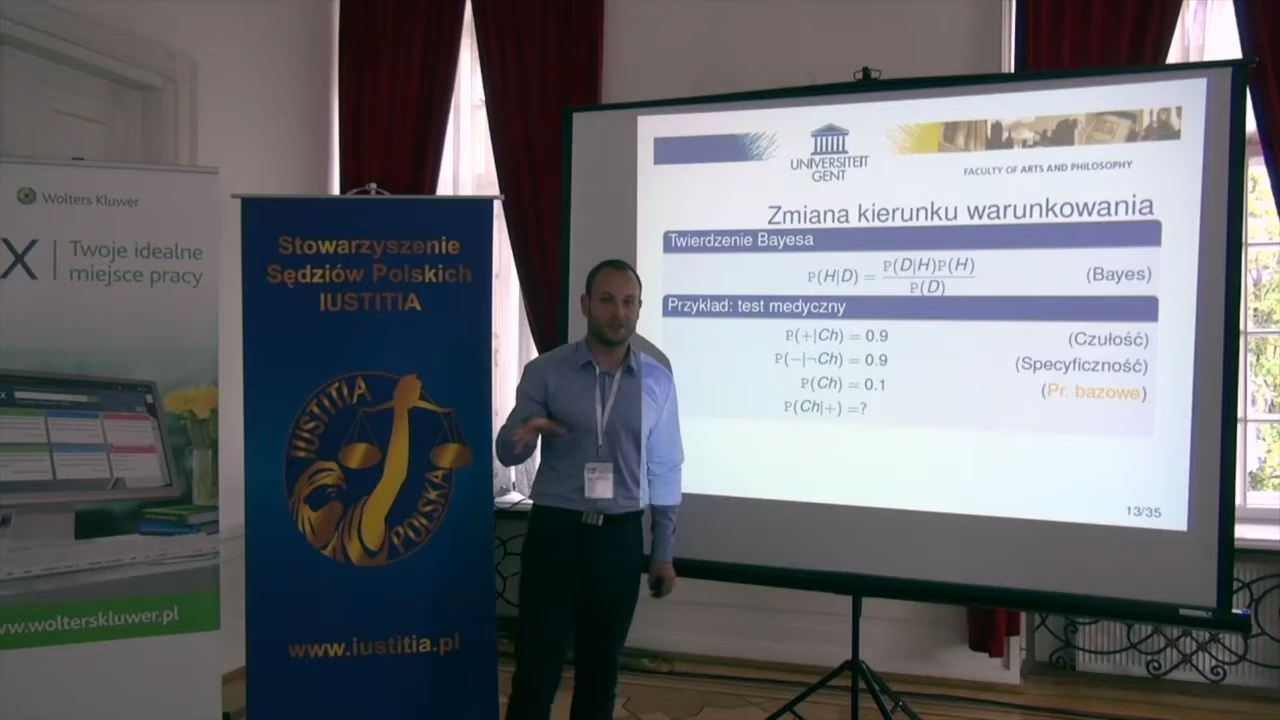 Wolters Kluwer
X
Twoje idealne
miejsce pracy
www.wolterskluwer.pl
Stowarzyszenie
Sędziów Polskich
IUSTITIA
IUSTITIA
POLSKA
www.iustitia.pl
UNIVERSITEIT
GENT
FACULTY OF ARTS AND PHILOSOPHY
Zmiana kierunku warunkowania
Twierdzenie Bayesa
P(H|D) = P(D|H)P(H) / P(D) (Bayes)
Przykład: test medyczny
P(+|Ch) = 0.9 (Czułość)
P(−|¬Ch) = 0.9 (Specyficzność)
P(Ch) = 0.1 (Pr. bazowe)
P(Ch|+) =?
13/35